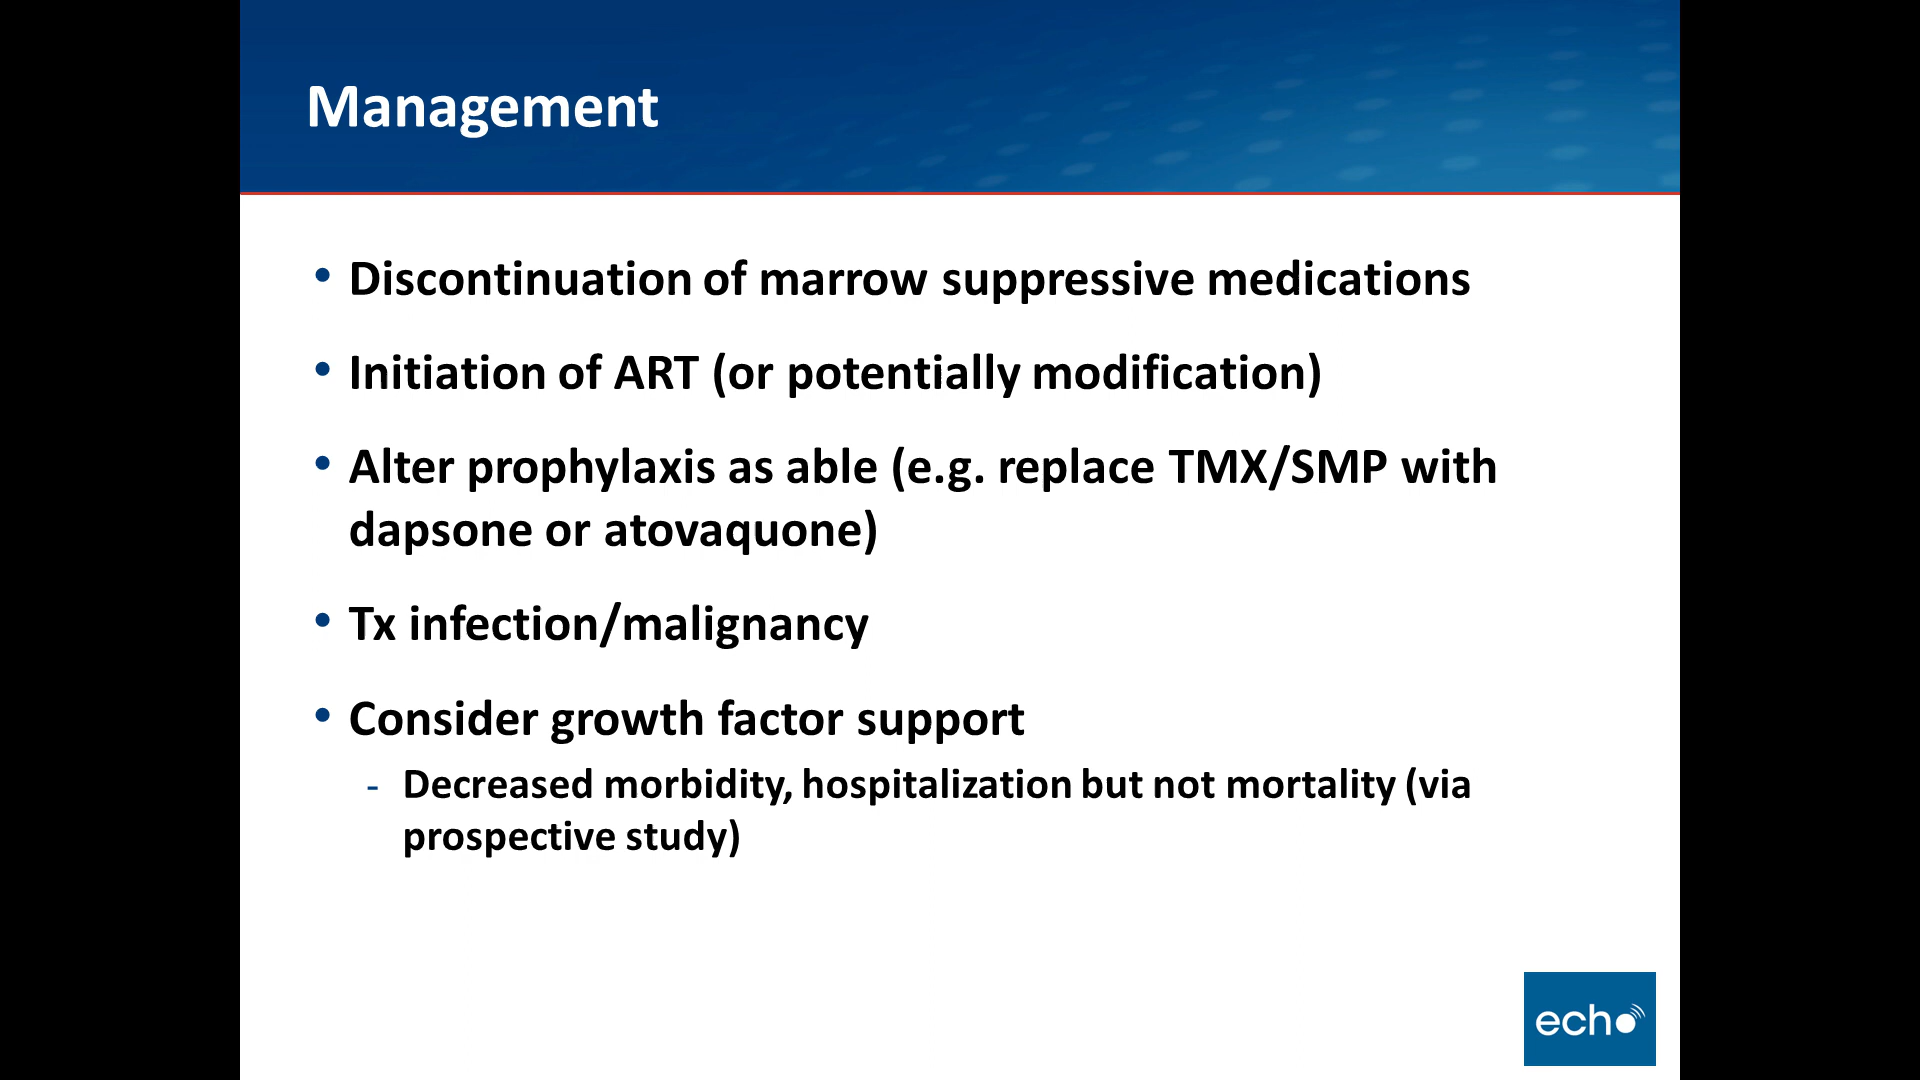 Management
• Discontinuation of marrow suppressive medications
• Initiation of ART (or potentially modification)
• Alter prophylaxis as able (e.g. replace TMX/SMP with
dapsone or atovaquone)
• Tx infection/malignancy
• Consider growth factor support
- Decreased morbidity, hospitalization but not mortality (via
prospective study)
echo